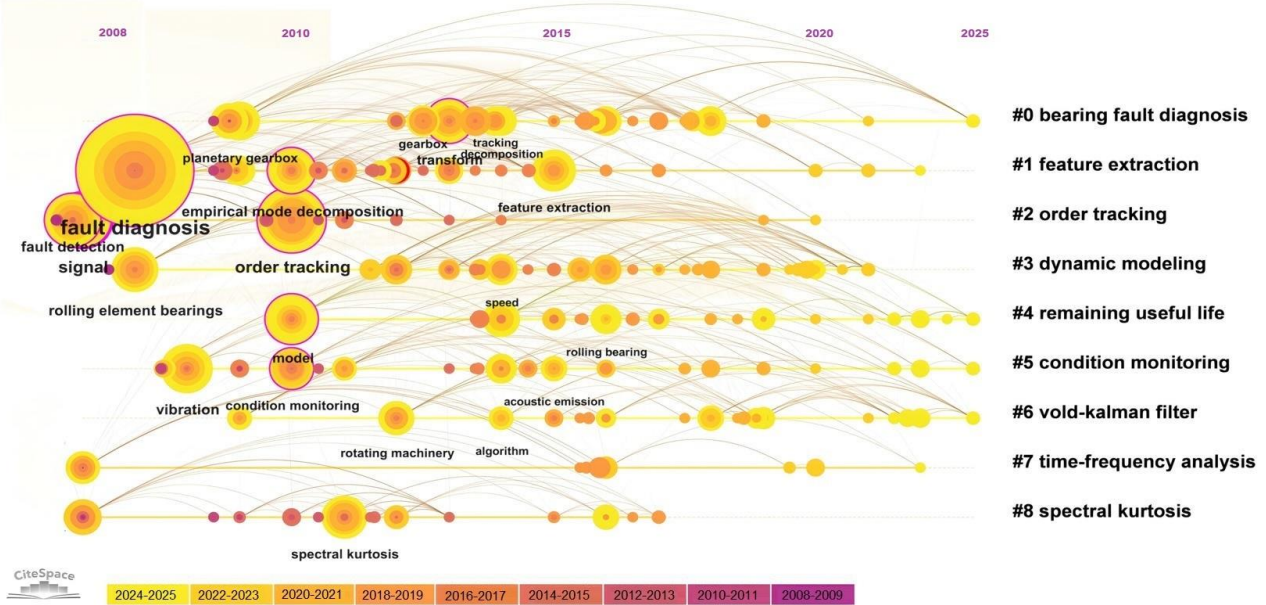 2008
2010
2015
2020
2025
#0 bearing fault diagnosis
gearbox
tracking
decomposition
planetary gearbox
transform
#1 feature extraction
empirical mode decomposition
feature extraction
#2 order tracking
fault diagnosis
fault detection
signal
order tracking
#3 dynamic modeling
rolling element bearings
speed
#4 remaining useful life
model
rolling bearing
#5 condition monitoring
vibration
condition monitoring
acoustic emission
#6 vold-kalman filter
rotating machinery
algorithm
#7 time-frequency analysis
#8 spectral kurtosis
spectral kurtosis
CiteSpace
2024-2025
2022-2023
2020-2021
2018-2019
2016-2017
2014-2015
2012-2013
2010-2011
2008-2009